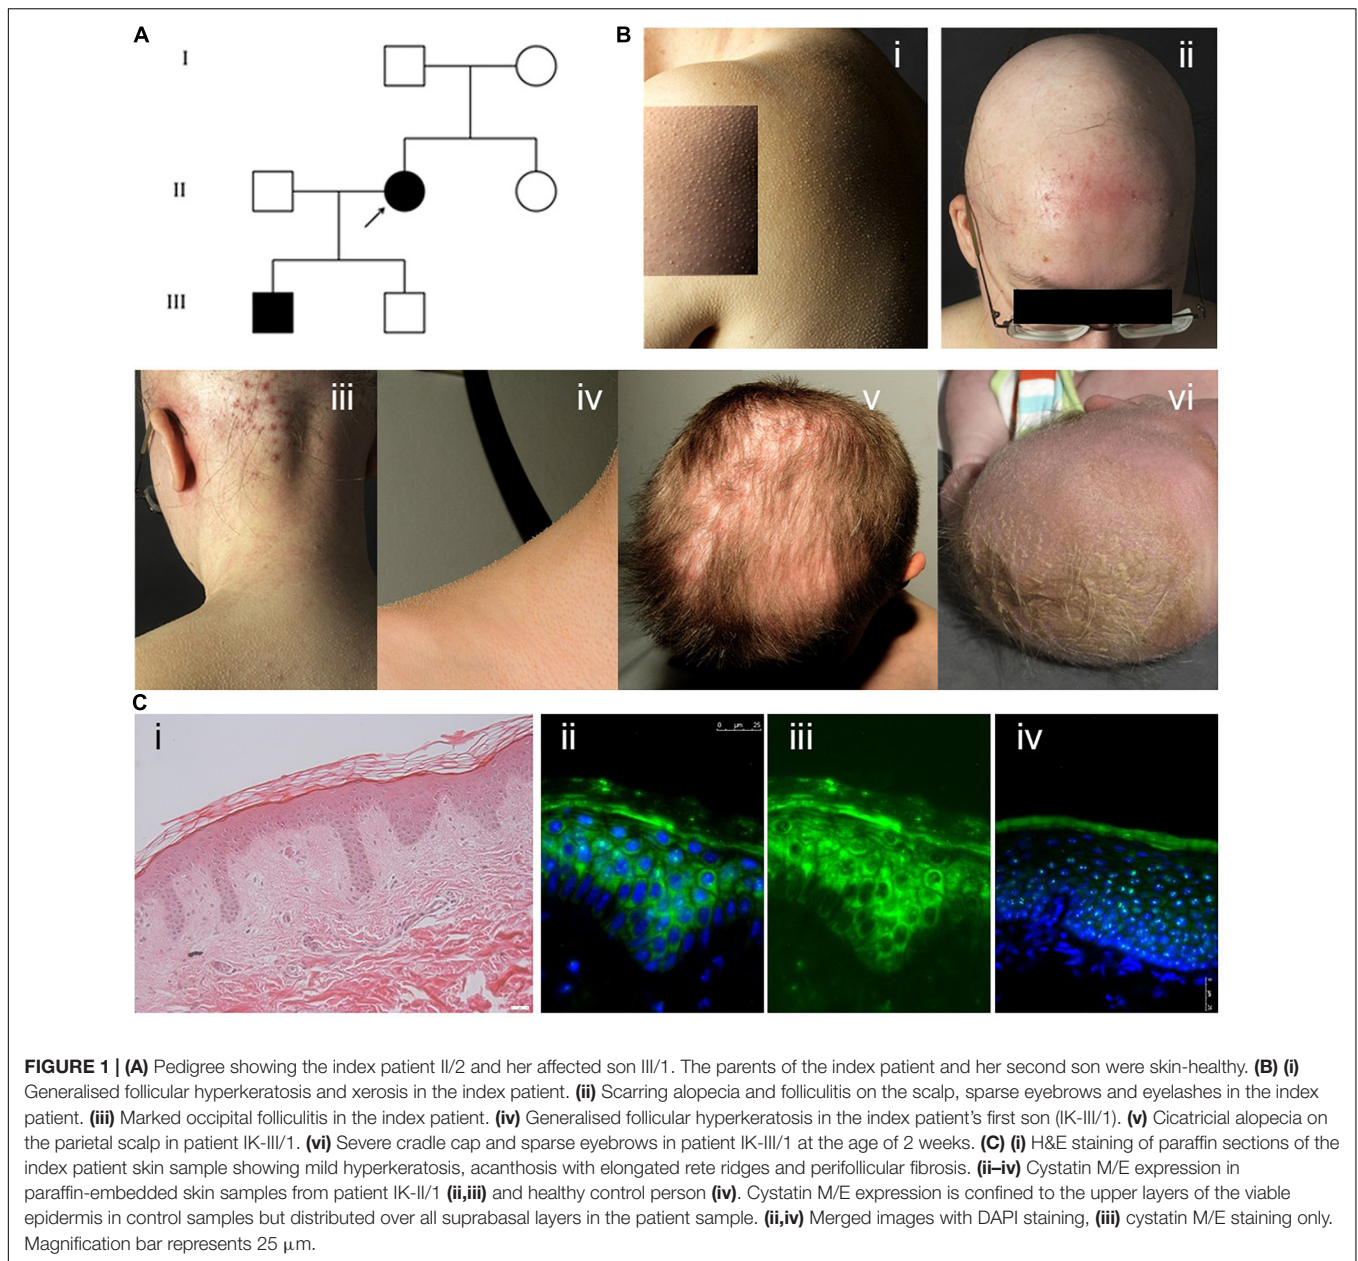 A
B
I
II
III
i
ii
iii
iv
v
vi
C
i
ii
0 µm 25
iii
iv
FIGURE 1 | (A) Pedigree showing the index patient II/2 and her affected son III/1. The parents of the index patient and her second son were skin-healthy. (B) (i)
Generalised follicular hyperkeratosis and xerosis in the index patient. (ii) Scarring alopecia and folliculitis on the scalp, sparse eyebrows and eyelashes in the index
patient. (iii) Marked occipital folliculitis in the index patient. (iv) Generalised follicular hyperkeratosis in the index patient's first son (IK-III/1). (v) Cicatricial alopecia on
the parietal scalp in patient IK-III/1. (vi) Severe cradle cap and sparse eyebrows in patient IK-III/1 at the age of 2 weeks. (C) (i) H&E staining of paraffin sections of the
index patient skin sample showing mild hyperkeratosis, acanthosis with elongated rete ridges and perifollicular fibrosis. (ii–iv) Cystatin M/E expression in
paraffin-embedded skin samples from patient IK-II/1 (ii,iii) and healthy control person (iv). Cystatin M/E expression is confined to the upper layers of the viable
epidermis in control samples but distributed over all suprabasal layers in the patient sample. (ii,iv) Merged images with DAPI staining, (iii) cystatin M/E staining only.
Magnification bar represents 25 µm.